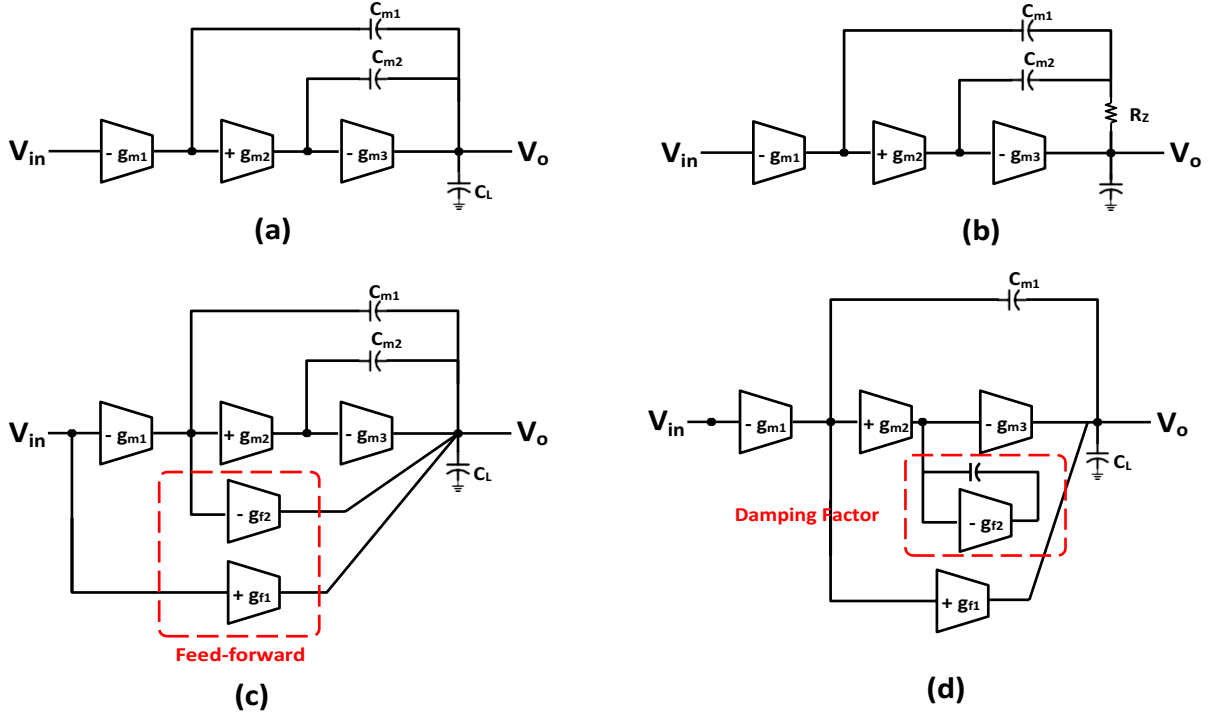 Cm1
Cm2
Vin
- gm1
+ gm2
- gm3
Vo
CL
(a)
Cm1
Cm2
RZ
Vin
- gm1
+ gm2
- gm3
Vo
(b)
Cm1
Cm2
Vin
- gm1
+ gm2
- gm3
Vo
CL
- gf2
+ gf1
Feed-forward
(c)
Cm1
Vin
- gm1
+ gm2
- gm3
Vo
CL
Damping Factor
- gf2
+ gf1
(d)